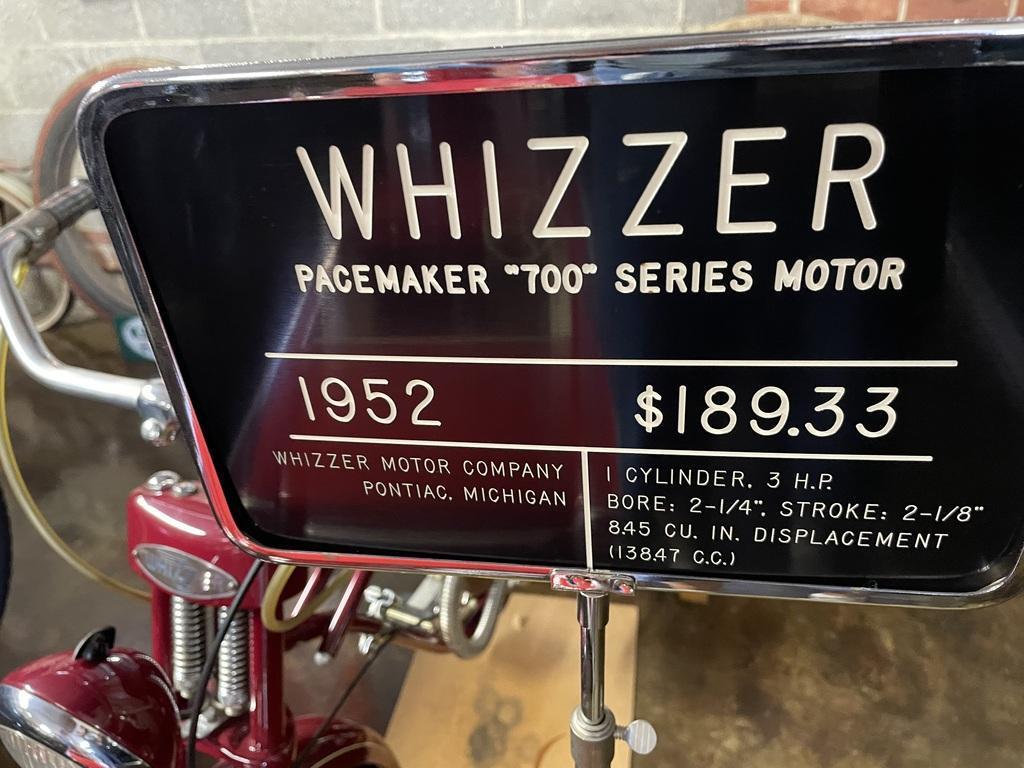 WHIZZER
PACEMAKER "700" SERIES MOTOR
1952
$189.33
WHIZZER MOTOR COMPANY
PONTIAC, MICHIGAN
1 CYLINDER, 3 H.P.
BORE: 2-1/4", STROKE: 2-1/8"
8.45 CU. IN. DISPLACEMENT
(138.47 C.C.)